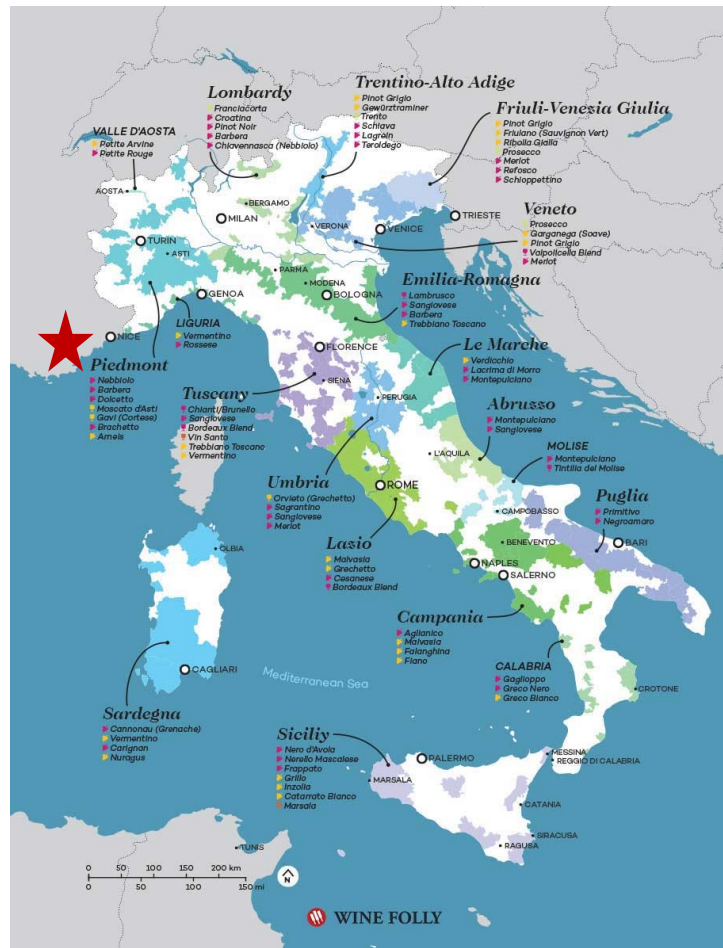 Lombardy
Franciacorta
Croatina
Pinot Noir
Barbera
Chiavennasca (Nebbiolo)
Trentino-Alto Adige
Pinot Grigio
Gewürztraminer
Trento
Schiava
Lagrein
Teroldego
Friuli-Venezia Giulia
Pinot Grigio
Friulano (Sauvignon Vert)
Ribolla Gialla
Prosecco
Merlot
Refosco
Schioppettino
VALLE D'AOSTA
Petite Arvine
Petite Rouge
AOSTA
BERGAMO
MILAN
VERONA
VENICE
TRIESTE
Veneto
Prosecco
Garganega (Soave)
Pinot Grigio
Valpolicella Blend
Merlot
TURIN
ASTI
PARMA
MODENA
BOLOGNA
GENOA
Emilia-Romagna
Lambrusco
Sangiovese
Barbera
Trebbiano Toscano
LIGURIA
Vermentino
Rossese
NICE
FLORENCE
SIENA
PERUGIA
Le Marche
Verdicchio
Lacrima di Morro
Montepulciano
Piedmont
Nebbiolo
Barbera
Dolcetto
Moscato d'Asti
Gavi (Cortese)
Brachetto
Arneis
Tuscany
Chianti/Brunello
Sangiovese
Bordeaux Blend
Vin Santo
Trebbiano Toscano
Vermentino
Abruzzo
Montepulciano
Sangiovese
L'AQUILA
MOLISE
Montepulciano
Tintilla del Molise
Umbria
Orvieto (Grechetto)
Sagrantino
Sangiovese
Merlot
ROME
CAMPOBASSO
Puglia
Primitivo
Negroamaro
BARI
Lazio
Malvasia
Grechetto
Cesanese
Bordeaux Blend
BENEVENTO
NAPLES
SALERNO
OLBIA
CAGLIARI
Campania
Aglianico
Malvasia
Falanghina
Fiano
CALABRIA
Gaglioppo
Greco Nero
Greco Bianco
CROTONE
Mediterranean Sea
Sardegna
Cannonau (Grenache)
Vermentino
Carignan
Nuragus
Siciliy
Nero d'Avola
Nerello Mascalese
Frappato
Grillo
Inzolia
Catarrato Bianco
Marsala
PALERMO
MARSALA
MESSINA
REGGIO DI CALABRIA
CATANIA
SIRACUSA
RAGUSA
TUNIS
0 50 100 150 200 km
0 50 100 150 mi
N
WINE FOLLY